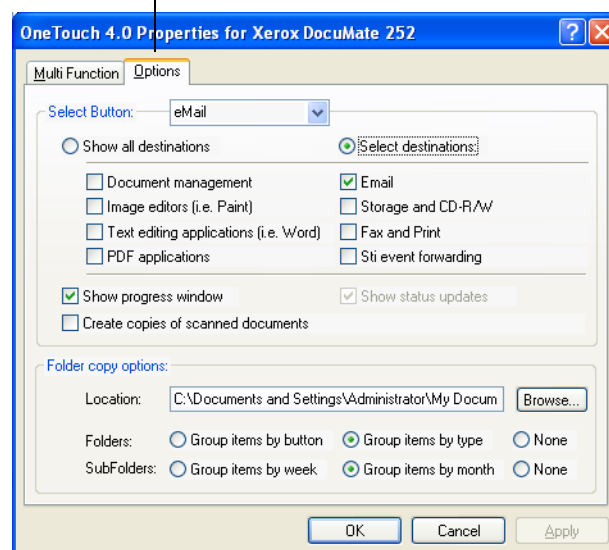 OneTouch 4.0 Properties for Xerox DocuMate 252
Multi Function Options
Select Button: eMail
Show all destinations Select destinations:
Document management Email
Image editors (i.e. Paint) Storage and CD-R/W
Text editing applications (i.e. Word) Fax and Print
PDF applications Sti event forwarding
Show progress window Show status updates
Create copies of scanned documents
Folder copy options:
Location: C:\Documents and Settings\Administrator\My Docum Browse...
Folders: Group items by button Group items by type None
SubFolders: Group items by week Group items by month None
OK Cancel Apply